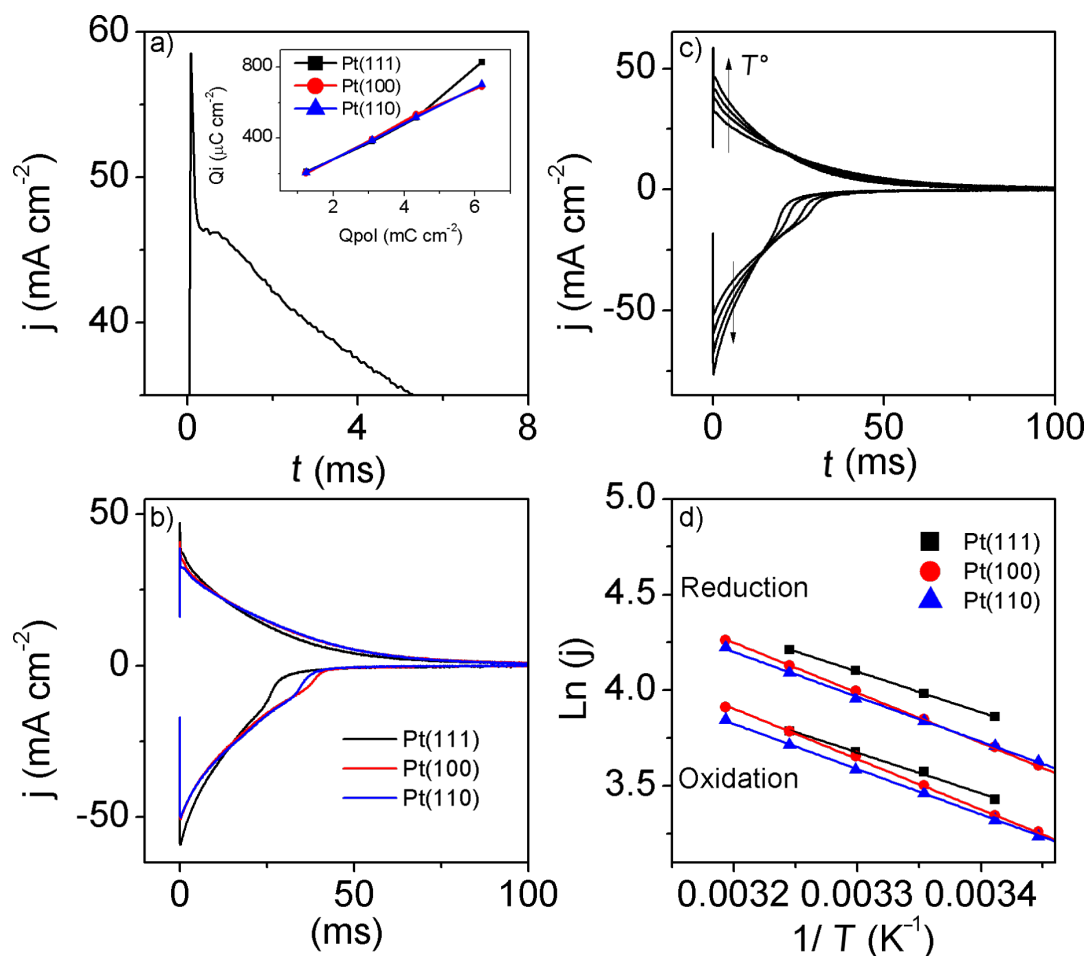 a)
60
50
40
j (mA cm-2)
0
4
8
t (ms)
Pt(111)
Pt(100)
Pt(110)
800
400
Qi (μC cm-2)
2
4
6
Qpol (mC cm-2)
c)
T°
50
0
-50
j (mA cm-2)
0
50
100
t (ms)
b)
50
0
-50
j (mA cm-2)
Pt(111)
Pt(100)
Pt(110)
0
50
100
(ms)
d)
5.0
4.5
4.0
3.5
Ln (j)
Pt(111)
Pt(100)
Pt(110)
Reduction
Oxidation
0.0032
0.0033
0.0034
1/ T (K-1)